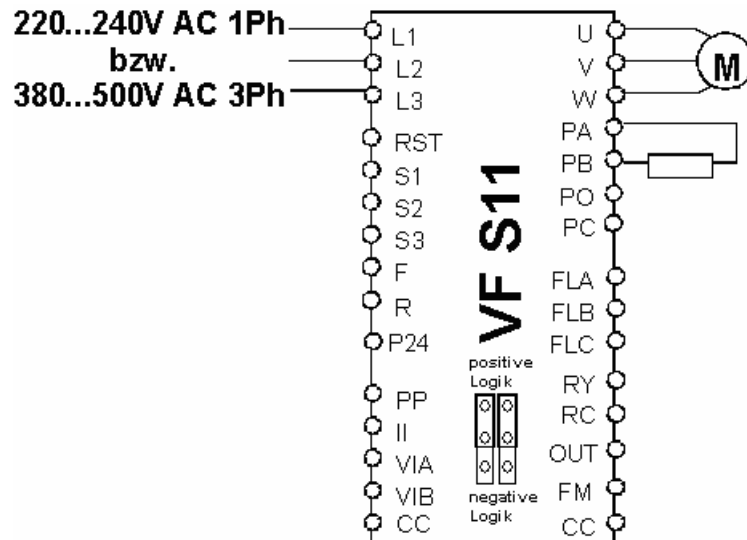 220...240V AC 1Ph
bzw.
380...500V AC 3Ph
L1
L2
L3
RST
S1
S2
S3
F
R
P24
PP
II
VIA
VIB
CC
VF S11
positive
Logik
negative
Logik
U
V
W
PA
PB
PO
PC
FLA
FLB
FLC
RY
RC
OUT
FM
CC
M